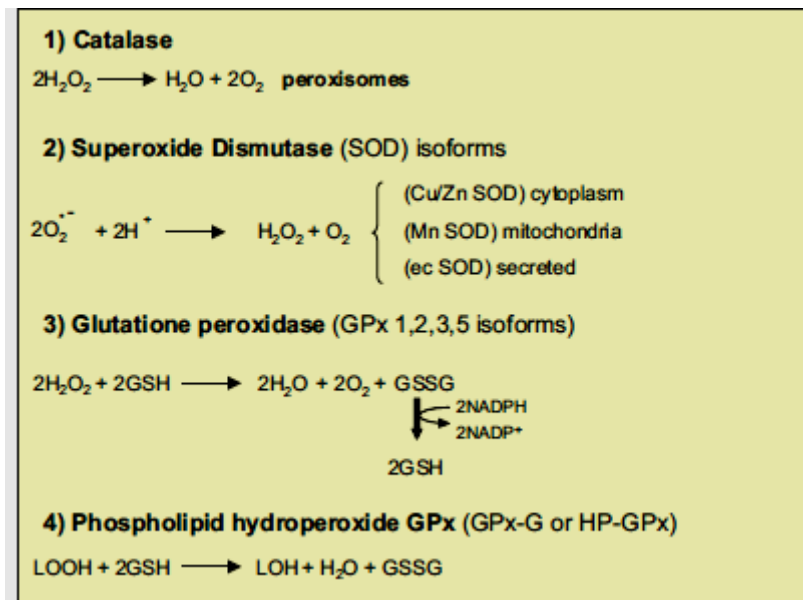 1) Catalase
2H₂O₂ ⟶ H₂O + 2O₂ peroxisomes
2) Superoxide Dismutase (SOD) isoforms
(Cu/Zn SOD) cytoplasm
2O₂•⁻ + 2H⁺ ⟶ H₂O₂ + O₂ { (Mn SOD) mitochondria
(ec SOD) secreted
3) Glutatione peroxidase (GPx 1,2,3,5 isoforms)
2H₂O₂ + 2GSH ⟶ 2H₂O + 2O₂ + GSSG
2NADPH
2NADP⁺
2GSH
4) Phospholipid hydroperoxide GPx (GPx-G or HP-GPx)
LOOH + 2GSH ⟶ LOH + H₂O + GSSG